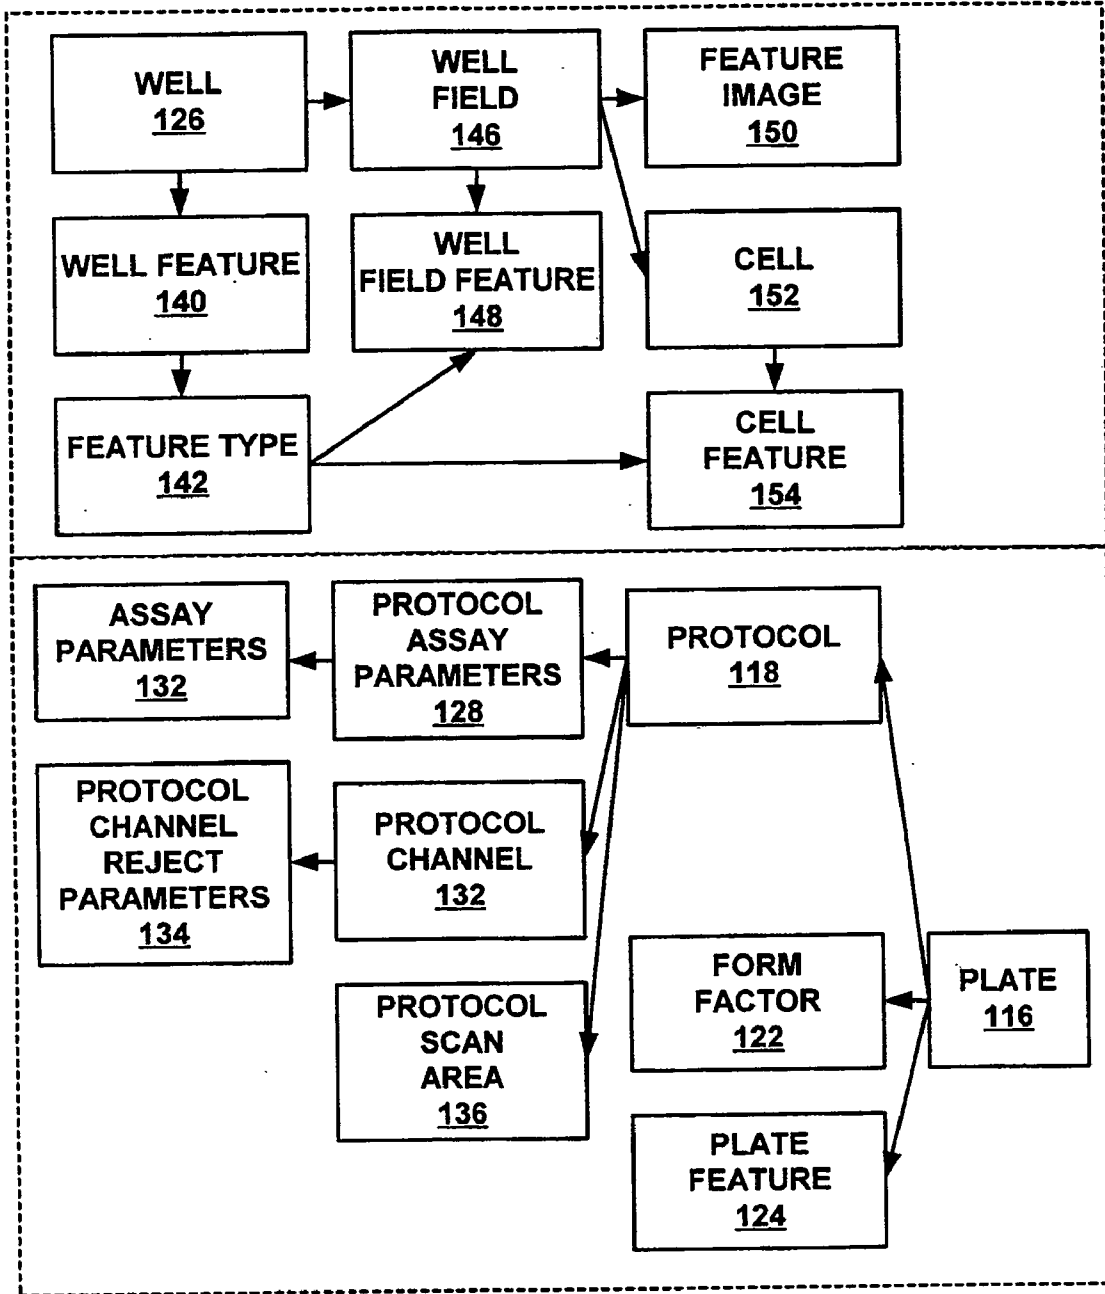 WELL
126
WELL
FIELD
146
FEATURE
IMAGE
150
WELL FEATURE
140
WELL
FIELD FEATURE
148
CELL
152
FEATURE TYPE
142
CELL
FEATURE
154
ASSAY
PARAMETERS
132
PROTOCOL
ASSAY
PARAMETERS
128
PROTOCOL
118
PROTOCOL
CHANNEL
REJECT
PARAMETERS
134
PROTOCOL
CHANNEL
132
FORM
FACTOR
122
PLATE
116
PROTOCOL
SCAN
AREA
136
PLATE
FEATURE
124